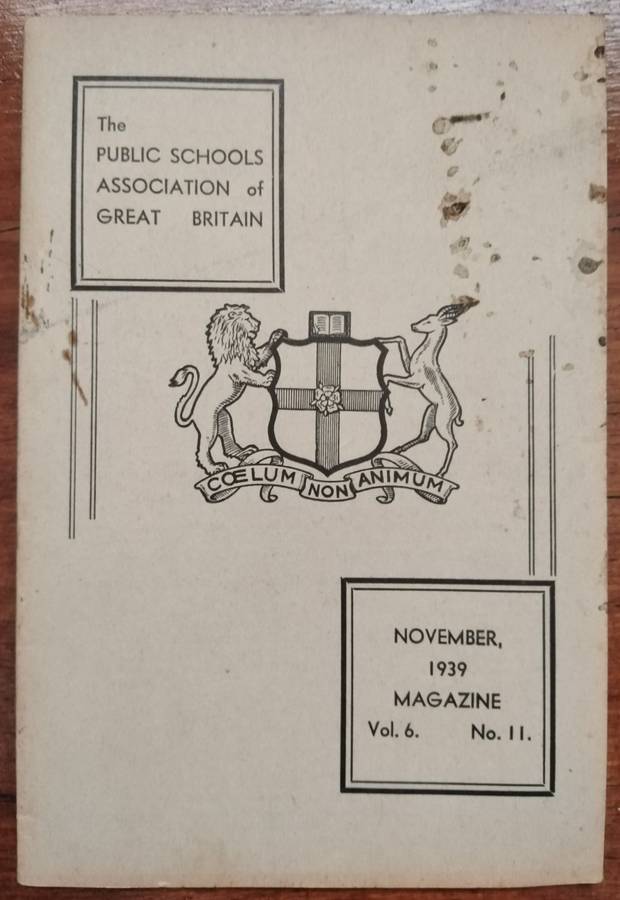 The
PUBLIC SCHOOLS
ASSOCIATION of
GREAT BRITAIN
CŒLUM NON ANIMUM
NOVEMBER,
1939
MAGAZINE
Vol. 6. No. 11.